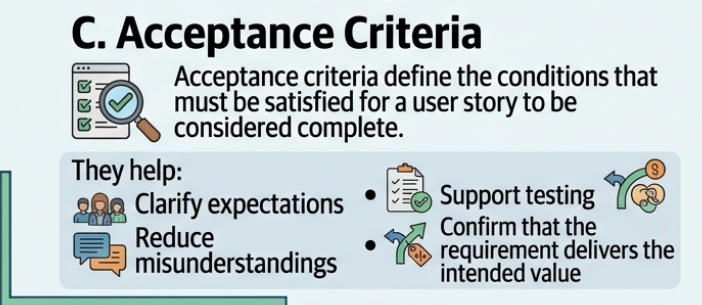 C. Acceptance Criteria
Acceptance criteria define the conditions that
must be satisfied for a user story to be
considered complete.
They help:
Clarify expectations
Reduce
misunderstandings
• Support testing
• Confirm that the
requirement delivers the
intended value